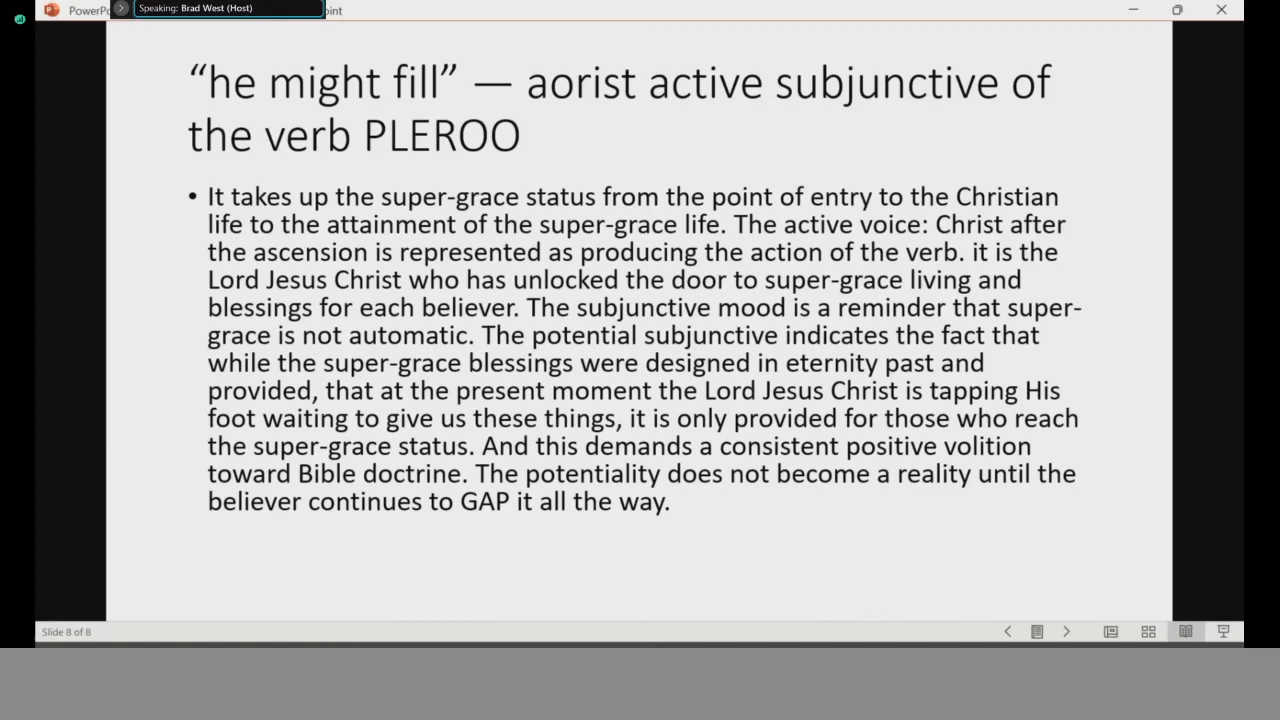 PowerPo
Speaking: Brad West (Host)
oint
“he might fill” — aorist active subjunctive of
the verb PLEROO
• It takes up the super-grace status from the point of entry to the Christian
life to the attainment of the super-grace life. The active voice: Christ after
the ascension is represented as producing the action of the verb. it is the
Lord Jesus Christ who has unlocked the door to super-grace living and
blessings for each believer. The subjunctive mood is a reminder that super-
grace is not automatic. The potential subjunctive indicates the fact that
while the super-grace blessings were designed in eternity past and
provided, that at the present moment the Lord Jesus Christ is tapping His
foot waiting to give us these things, it is only provided for those who reach
the super-grace status. And this demands a consistent positive volition
toward Bible doctrine. The potentiality does not become a reality until the
believer continues to GAP it all the way.
Slide 8 of 8